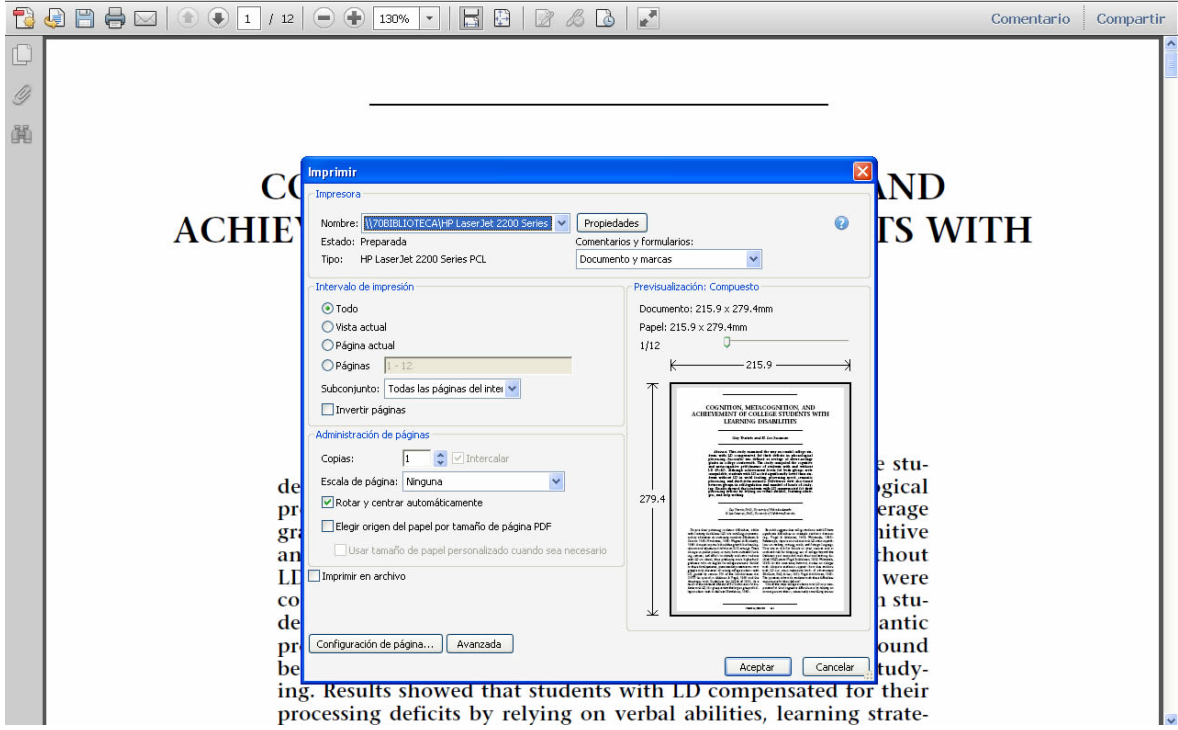 1 / 12 130% Comentario Compartir
CO AND
ACHIEV TS WITH
Imprimir
Impresora
Nombre: \\70BIBLIOTECA\HP LaserJet 2200 Series Propiedades
Estado: Preparada Comentarios y formularios:
Tipo: HP LaserJet 2200 Series PCL Documento y marcas
Intervalo de impresión
Todo
Vista actual
Página actual
Páginas 1 - 12
Subconjunto: Todas las páginas del inter
Invertir páginas
Administración de páginas
Copias: 1 Intercalar
Escala de página: Ninguna
Rotar y centrar automáticamente
Elegir origen del papel por tamaño de página PDF
Usar tamaño de papel personalizado cuando sea necesario
Imprimir en archivo
Configuración de página... Avanzada
Previsualización: Compuesto
Documento: 215.9 x 279.4mm
Papel: 215.9 x 279.4mm
1/12
215.9
279.4
COGNITION, METACOGNITION, AND
ACHIEVEMENT OF COLLEGE STUDENTS WITH
LEARNING DISABILITIES
Aceptar Cancelar
e stu-
de ogical
pr erage
gra nitive
an thout
LD were
co n stu-
de antic
pr ound
be tudy-
ing. Results showed that students with LD compensated for their
processing deficits by relying on verbal abilities, learning strate-